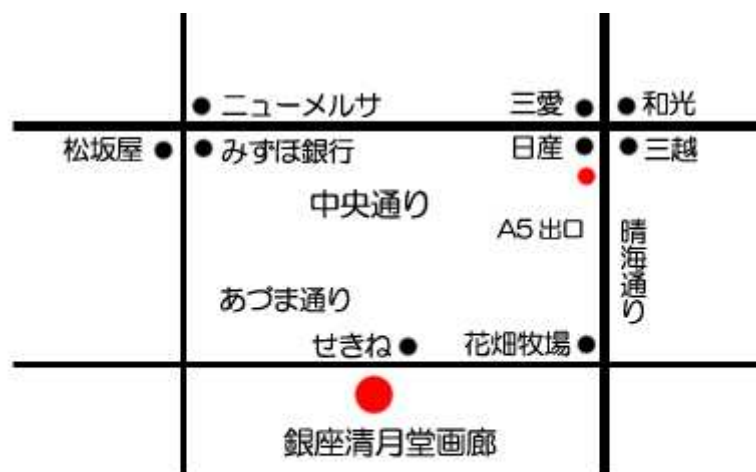 ニューメルサ
三愛
和光
松坂屋
みずほ銀行
日産
三越
中央通り
A5 出口
晴海通り
あづま通り
せきね
花畑牧場
銀座清月堂画廊